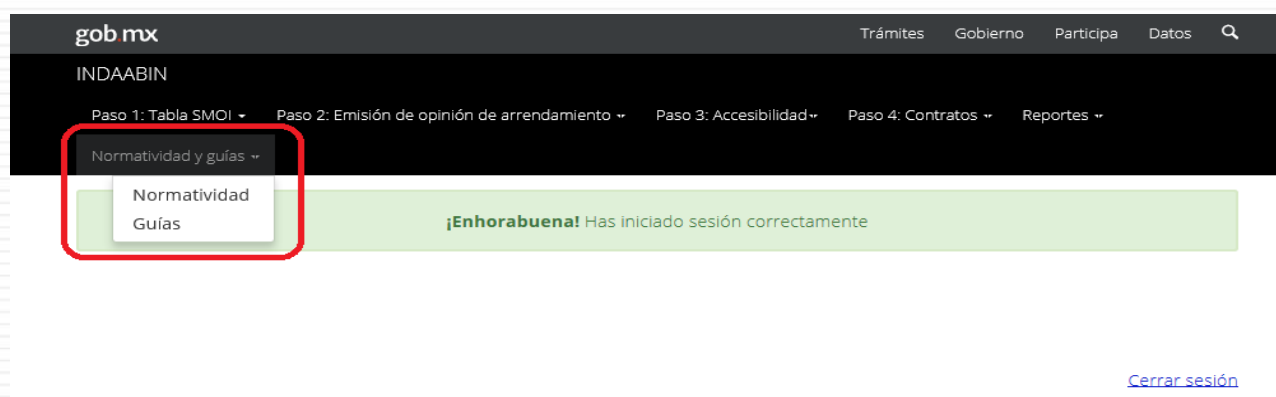 gob.mx Trámites Gobierno Participa Datos
INDAABIN
Paso 1: Tabla SMOI Paso 2: Emisión de opinión de arrendamiento Paso 3: Accesibilidad Paso 4: Contratos Reportes
Normatividad y guías
Normatividad
Guías
¡Enhorabuena! Has iniciado sesión correctamente
Cerrar sesión